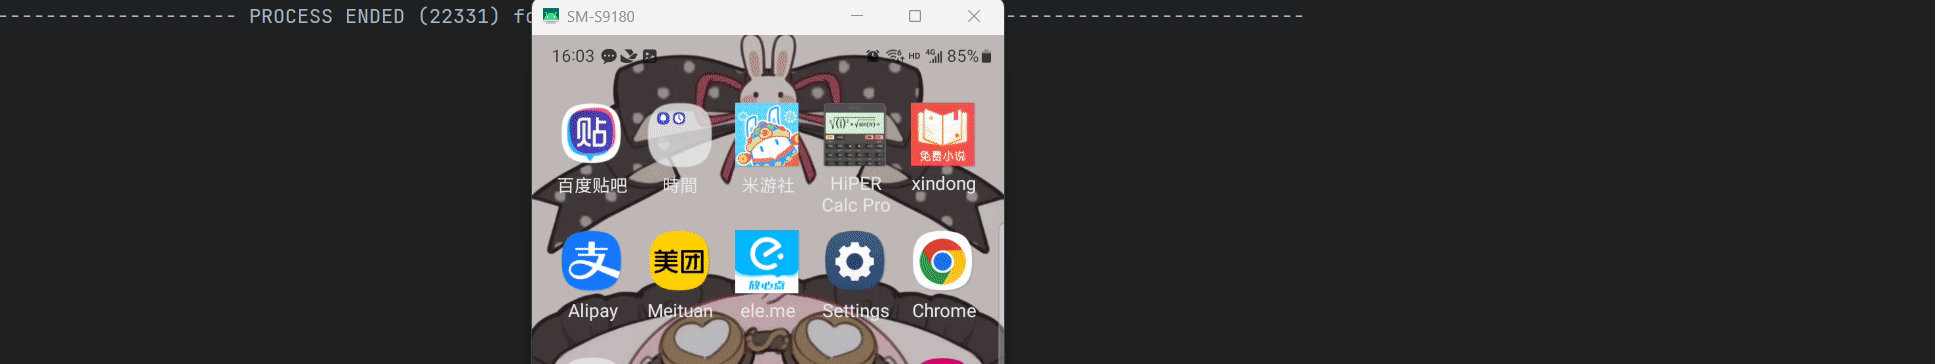 -------------------- PROCESS ENDED (22331) fo
-------------------------
SM-S9180
16:03
6
HD
4G
85%
贴
百度贴吧
時間
米游社
HiPER
Calc Pro
免费小说
xindong
支
Alipay
美团
Meituan
e
放心点
ele.me
Settings
Chrome